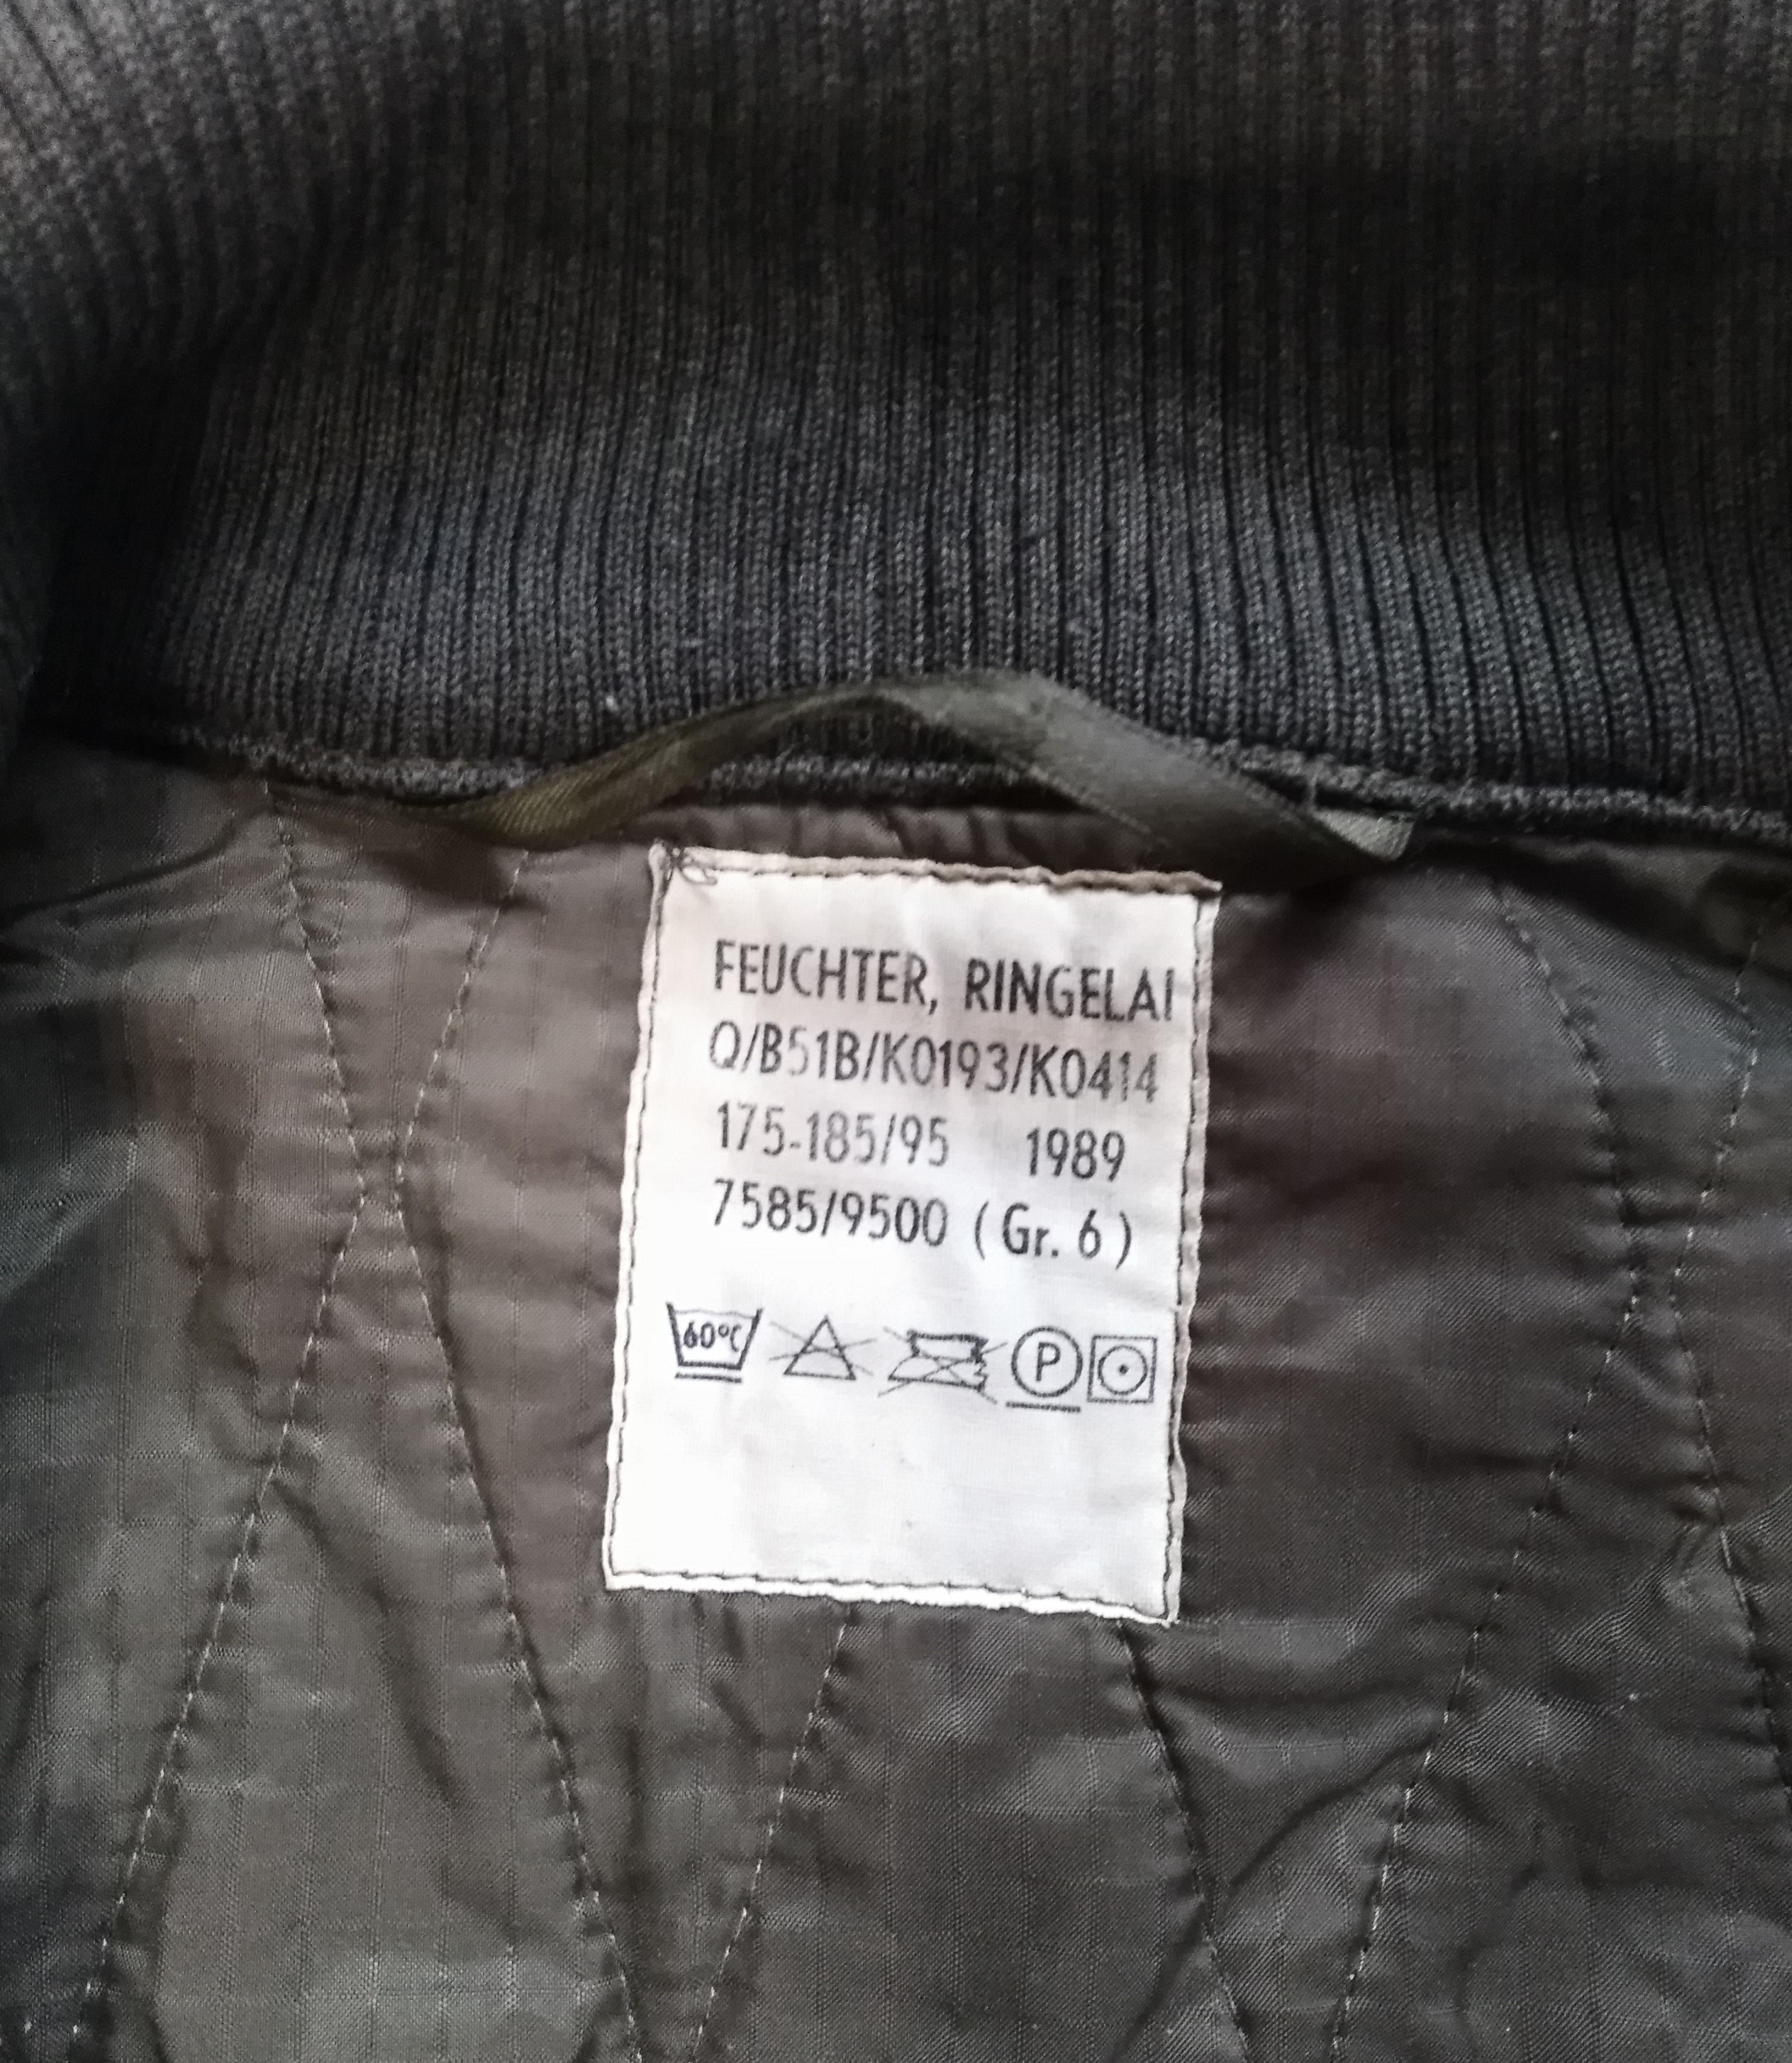 FEUCHTER, RINGELAI
Q/B51B/K0193/K0414
175-185/95 1989
7585/9500 (Gr. 6)
60°C P